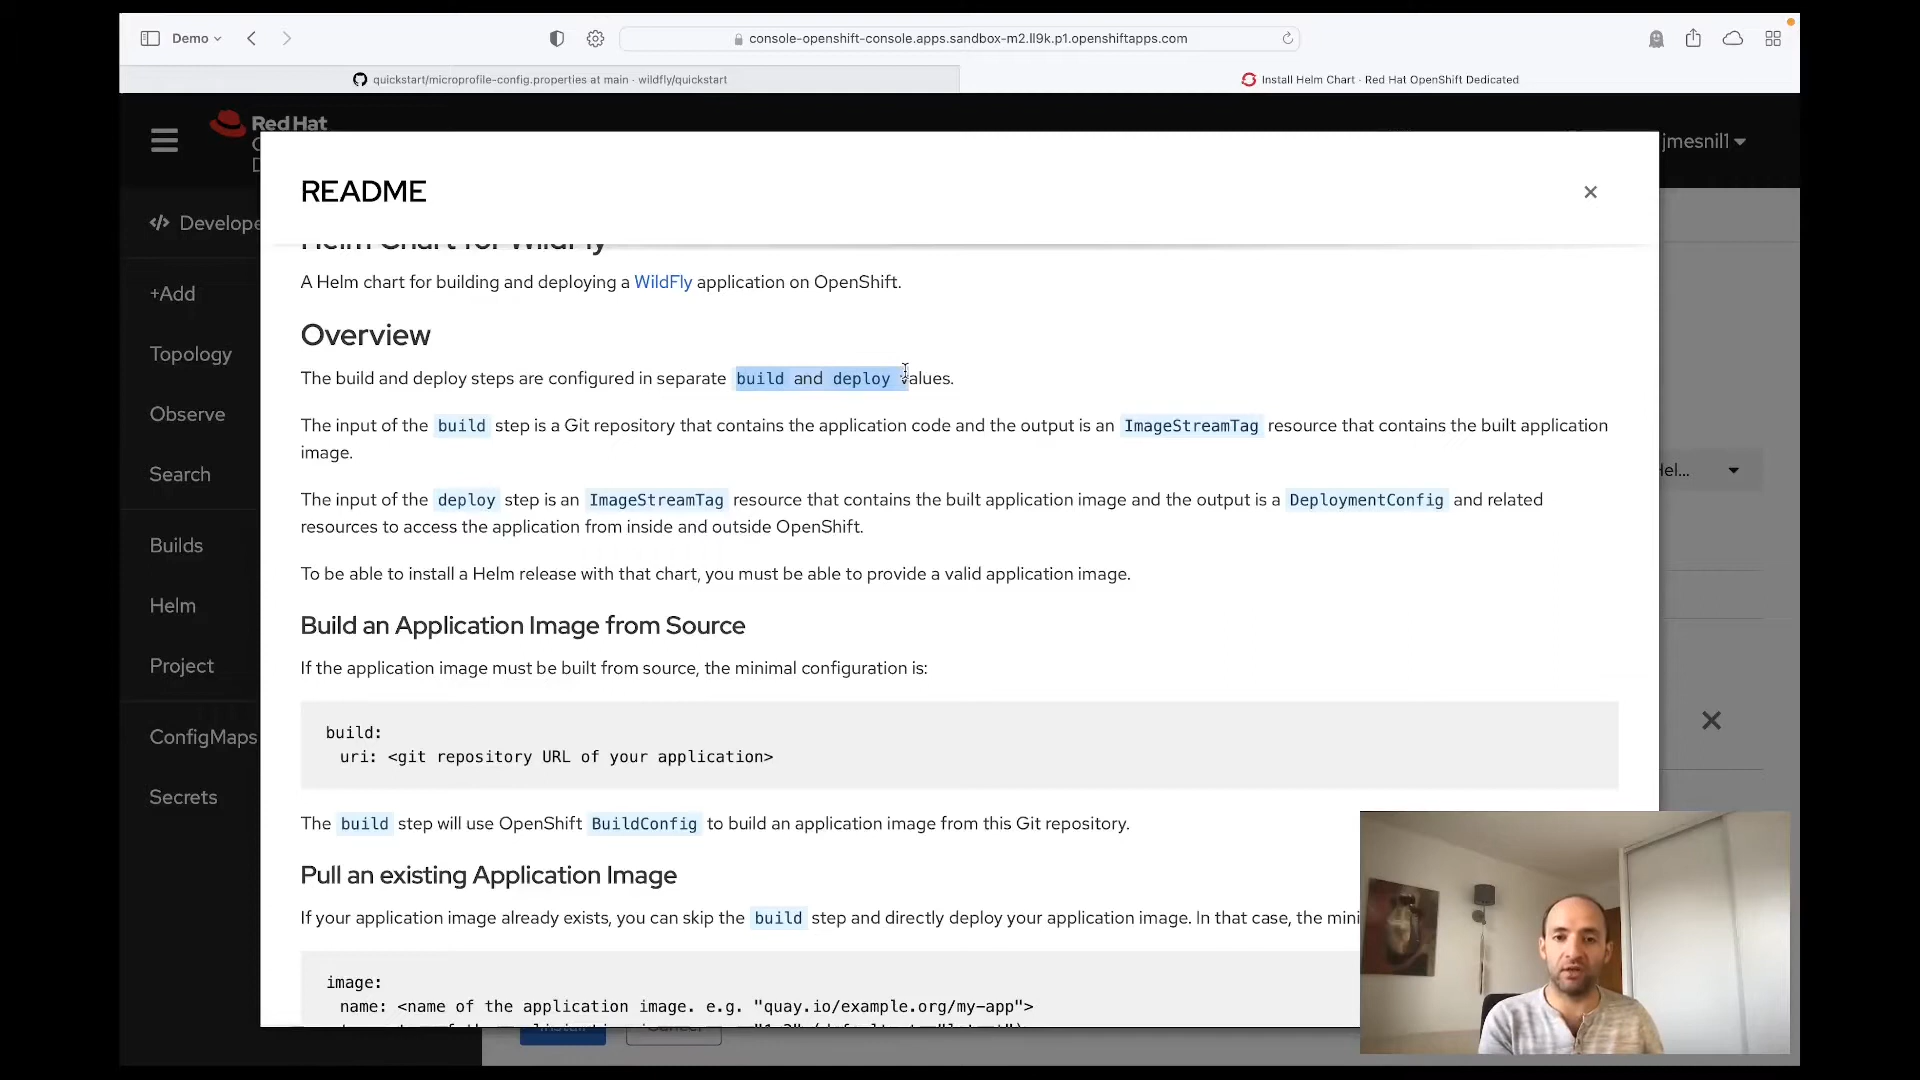 Demo
console-openshift-console.apps.sandbox-m2.ll9k.p1.openshiftapps.com
quickstart/microprofile-config.properties at main · wildfly/quickstart
Install Helm Chart · Red Hat OpenShift Dedicated
Red Hat
jmesnil1
README
Develope
Helm Chart for WildFly
A Helm chart for building and deploying a WildFly application on OpenShift.
+Add
Overview
Topology
The build and deploy steps are configured in separate build and deploy values.
Observe
The input of the build step is a Git repository that contains the application code and the output is an ImageStreamTag resource that contains the built application
image.
Search
Hel...
The input of the deploy step is an ImageStreamTag resource that contains the built application image and the output is a DeploymentConfig and related
resources to access the application from inside and outside OpenShift.
Builds
To be able to install a Helm release with that chart, you must be able to provide a valid application image.
Helm
Build an Application Image from Source
Project
If the application image must be built from source, the minimal configuration is:
ConfigMaps
build:
uri: <git repository URL of your application>
Secrets
The build step will use OpenShift BuildConfig to build an application image from this Git repository.
Pull an existing Application Image
If your application image already exists, you can skip the build step and directly deploy your application image. In that case, the mini
image:
name: <name of the application image. e.g. "quay.io/example.org/my-app">